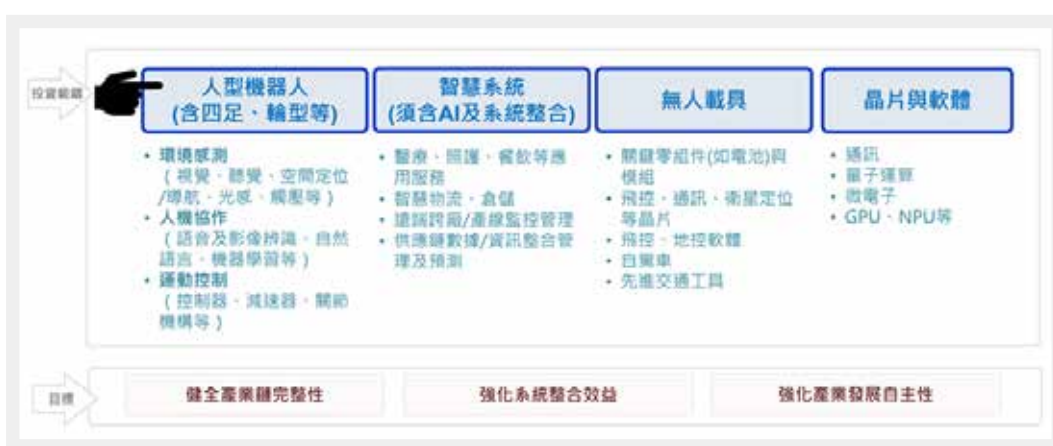 投資範疇
人型機器人
(含四足、輪型等)
智慧系統
(須含AI及系統整合)
無人載具
晶片與軟體
• 環境感測
（視覺、聽覺、空間定位
/導航、光感、觸壓等）
• 人機協作
（語音及影像辨識、自然
語言、機器學習等）
• 運動控制
（控制器、減速器、關節
機構等）
• 醫療、照護、餐飲等應
用服務
• 智慧物流、倉儲
• 遠端跨廠/產線監控管理
• 供應鏈數據/資訊整合管
理及預測
• 關鍵零組件(如電池)與
模組
• 飛控、通訊、衛星定位
等晶片
• 飛控、地控軟體
• 自駕車
• 先進交通工具
• 通訊
• 量子運算
• 微電子
• GPU、NPU等
目標
健全產業鏈完整性
強化系統整合效益
強化產業發展自主性